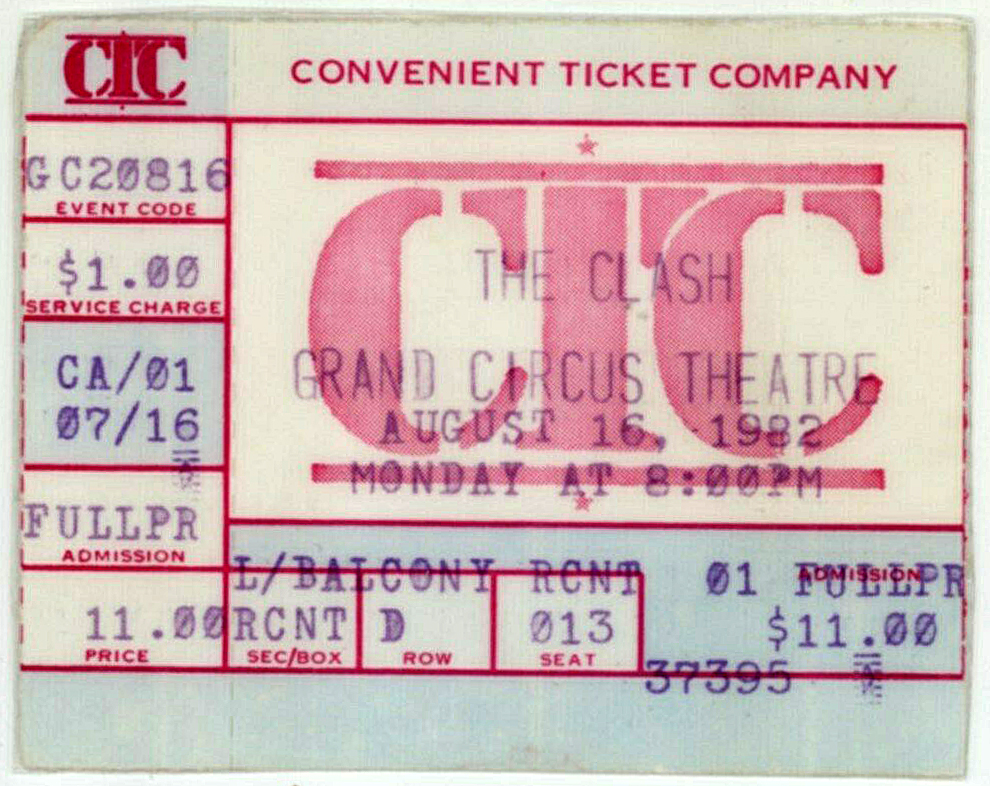 CTC
CONVENIENT TICKET COMPANY
GC20816
EVENT CODE
$1.00
SERVICE CHARGE
CA/01
07/16
FULLPR
ADMISSION
11.00
PRICE
CTC
THE CLASH
GRAND CIRCUS THEATRE
AUGUST 16, 1982
MONDAY AT 8:00PM
L/BALCONY RCNT 01 FULLPR
ADMISSION
RCNT D 013 $11.00
SEC/BOX ROW SEAT
37395